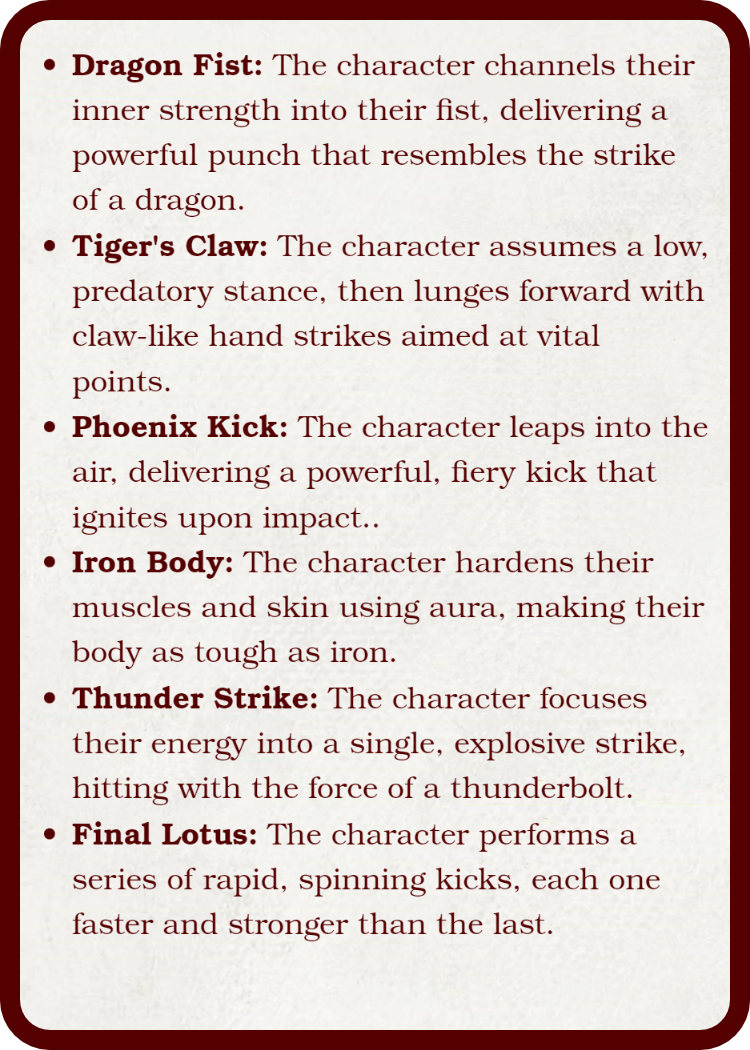 • Dragon Fist: The character channels their
inner strength into their fist, delivering a
powerful punch that resembles the strike
of a dragon.
• Tiger's Claw: The character assumes a low,
predatory stance, then lunges forward with
claw-like hand strikes aimed at vital
points.
• Phoenix Kick: The character leaps into the
air, delivering a powerful, fiery kick that
ignites upon impact..
• Iron Body: The character hardens their
muscles and skin using aura, making their
body as tough as iron.
• Thunder Strike: The character focuses
their energy into a single, explosive strike,
hitting with the force of a thunderbolt.
• Final Lotus: The character performs a
series of rapid, spinning kicks, each one
faster and stronger than the last.